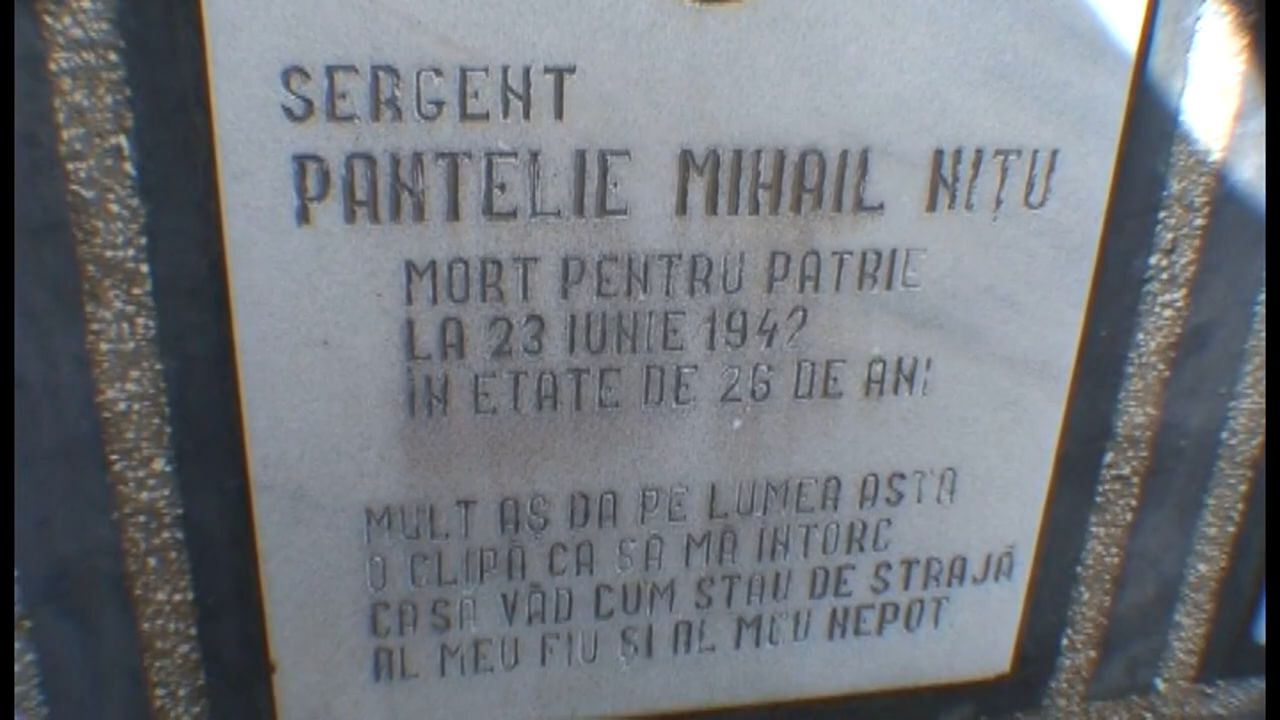 SERGENT
PANTELIE MIHAIL NIȚU
MORT PENTRU PATRIE
LA 23 IUNIE 1942
ÎN ETATE DE 26 DE ANI
MULT AȘ DA PE LUMEA ASTA
O CLIPĂ CA SĂ MĂ ÎNTORC
CA SĂ VĂD CUM STAU DE STRAJĂ
AL MEU FIU ȘI AL MEU NEPOT